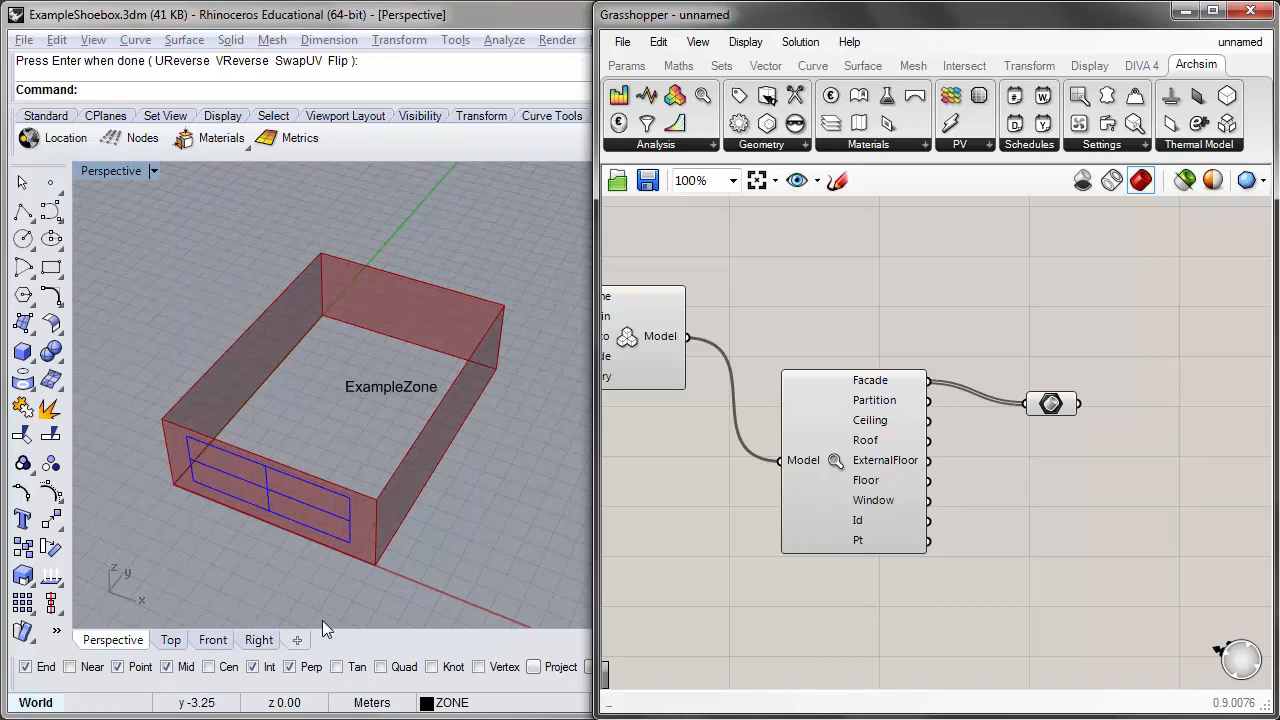 ExampleShoebox.3dm (41 KB) - Rhinoceros Educational (64-bit) - [Perspective]
File Edit View Curve Surface Solid Mesh Dimension Transform Tools Analyze Render
Press Enter when done ( UReverse VReverse SwapUV Flip ):
Command:
Standard CPlanes Set View Display Select Viewport Layout Visibility Transform Curve Tools
Location Nodes Materials Metrics
Perspective
ExampleZone
z y x
Perspective Top Front Right
End Near Point Mid Cen Int Perp Tan Quad Knot Vertex Project
World y -3.25 z 0.00 Meters ZONE
Grasshopper - unnamed
File Edit View Display Solution Help unnamed
Params Maths Sets Vector Curve Surface Mesh Intersect Transform Display DIVA 4 Archsim
Analysis Geometry Materials PV Schedules Settings Thermal Model
100%
ne
in
o Model
de
ry
Facade
Partition
Ceiling
Roof
Model ExternalFloor
Floor
Window
Id
Pt
0.9.0076